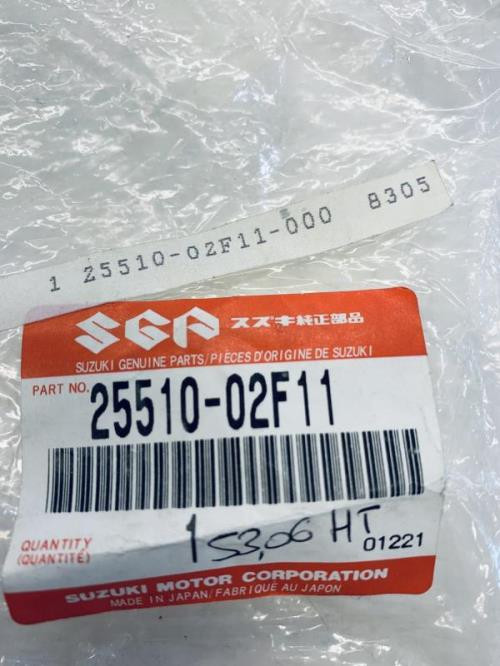 1 25510-02F11-000 8305
SGP スズキ純正部品
SUZUKI GENUINE PARTS/PIÈCES D'ORIGINE DE SUZUKI
PART NO. 25510-02F11
QUANTITY
(QUANTITÉ)
1 53,06 HT
01221
SUZUKI MOTOR CORPORATION
MADE IN JAPAN/FABRIQUÉ AU JAPON